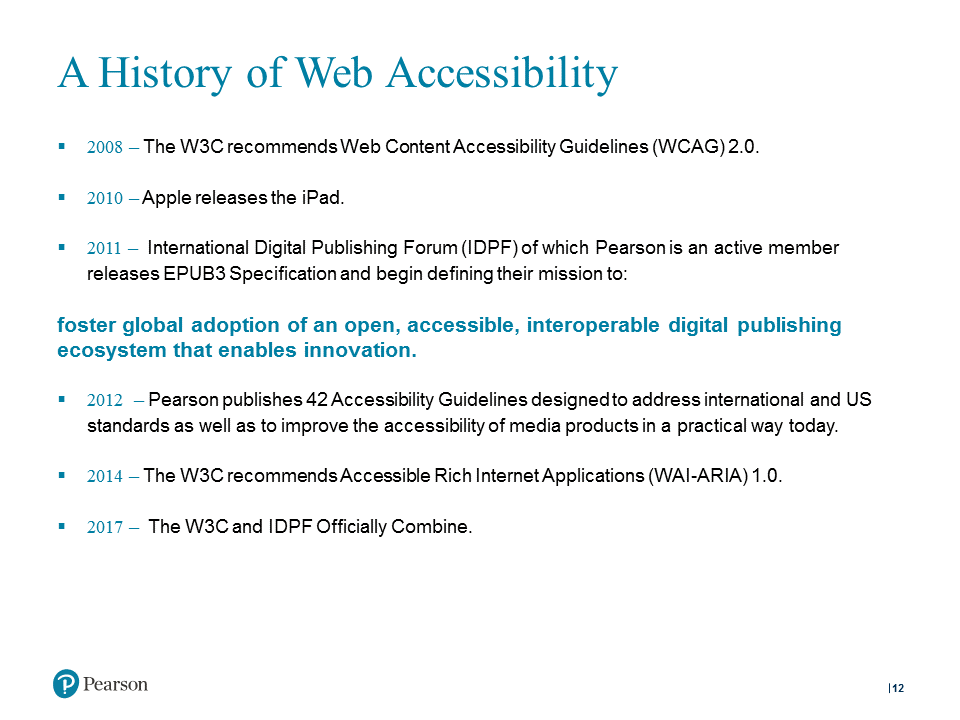 A History of Web Accessibility
▪ 2008 – The W3C recommends Web Content Accessibility Guidelines (WCAG) 2.0.
▪ 2010 – Apple releases the iPad.
▪ 2011 – International Digital Publishing Forum (IDPF) of which Pearson is an active member
releases EPUB3 Specification and begin defining their mission to:
foster global adoption of an open, accessible, interoperable digital publishing
ecosystem that enables innovation.
▪ 2012 – Pearson publishes 42 Accessibility Guidelines designed to address international and US
standards as well as to improve the accessibility of media products in a practical way today.
▪ 2014 – The W3C recommends Accessible Rich Internet Applications (WAI-ARIA) 1.0.
▪ 2017 – The W3C and IDPF Officially Combine.
P Pearson
|12